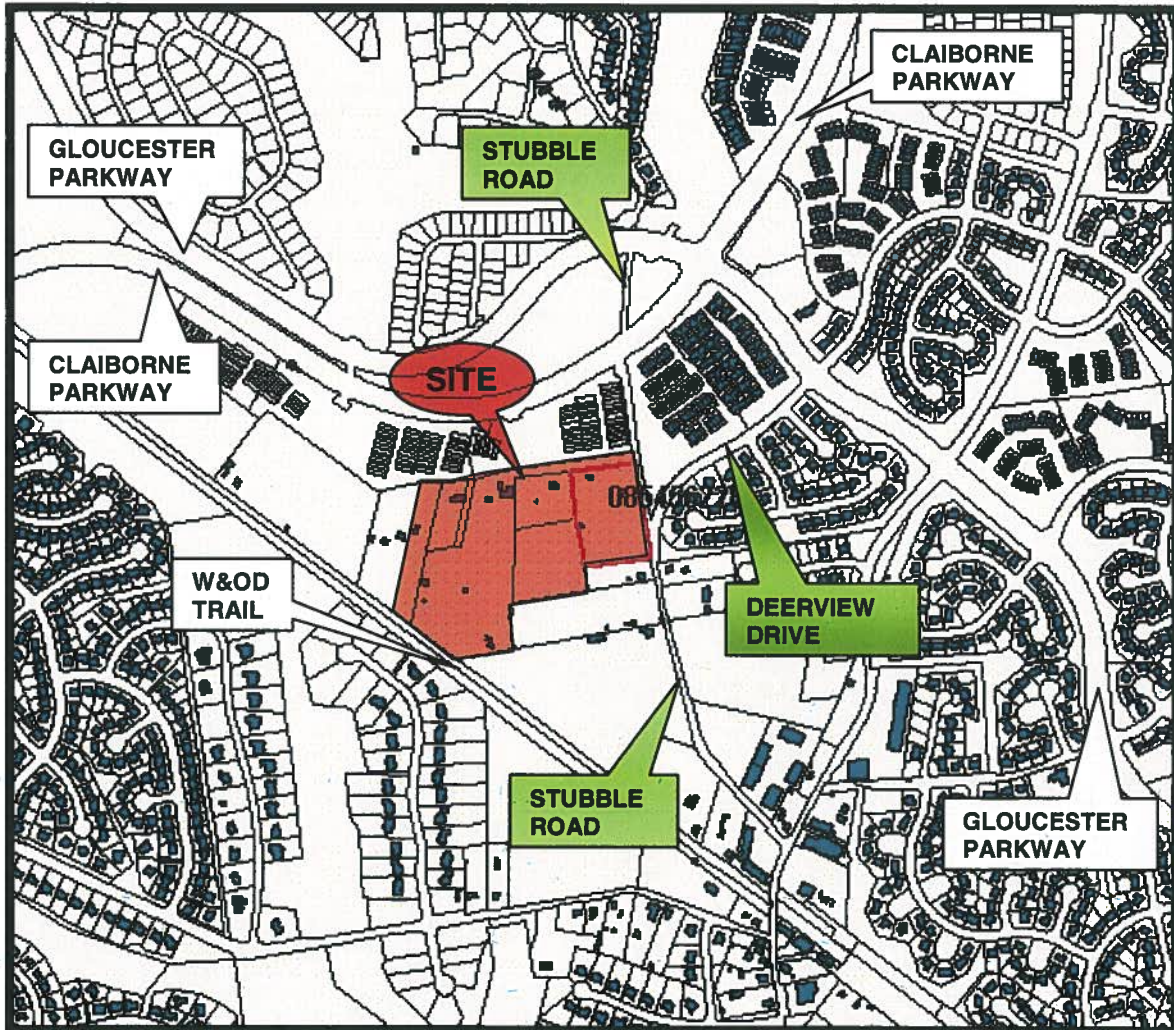 CLAIBORNE
PARKWAY
GLOUCESTER
PARKWAY
STUBBLE
ROAD
CLAIBORNE
PARKWAY
SITE
W&OD
TRAIL
DEERVIEW
DRIVE
STUBBLE
ROAD
GLOUCESTER
PARKWAY